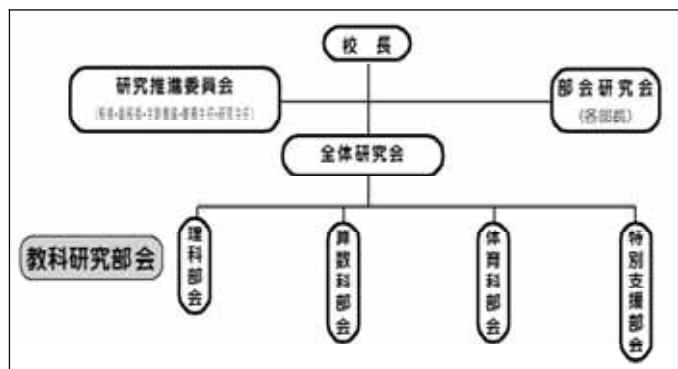 校長
研究推進委員会
部会研究会
(各部長)
全体研究会
教科研究部会
理科部会
算数科部会
体育科部会
特別支援部会